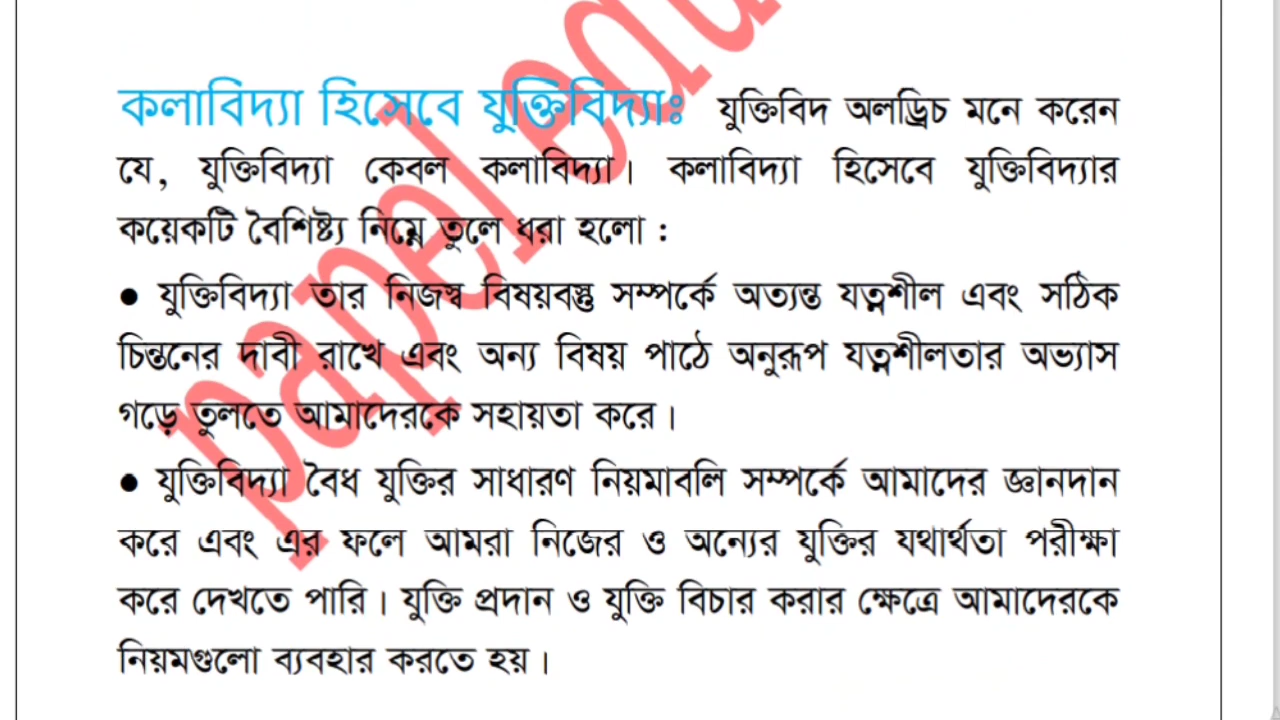 কলাবিদ্যা হিসেবে যুক্তিবিদ্যাঃ যুক্তিবিদ অলড্রিচ মনে করেন
যে, যুক্তিবিদ্যা কেবল কলাবিদ্যা। কলাবিদ্যা হিসেবে যুক্তিবিদ্যার
কয়েকটি বৈশিষ্ট্য নিম্নে তুলে ধরা হলো :
● যুক্তিবিদ্যা তার নিজস্ব বিষয়বস্তু সম্পর্কে অত্যন্ত যত্নশীল এবং সঠিক
চিন্তনের দাবী রাখে এবং অন্য বিষয় পাঠে অনুরূপ যত্নশীলতার অভ্যাস
গড়ে তুলতে আমাদেরকে সহায়তা করে।
● যুক্তিবিদ্যা বৈধ যুক্তির সাধারণ নিয়মাবলি সম্পর্কে আমাদের জ্ঞানদান
করে এবং এর ফলে আমরা নিজের ও অন্যের যুক্তির যথার্থতা পরীক্ষা
করে দেখতে পারি। যুক্তি প্রদান ও যুক্তি বিচার করার ক্ষেত্রে আমাদেরকে
নিয়মগুলো ব্যবহার করতে হয়।
papel